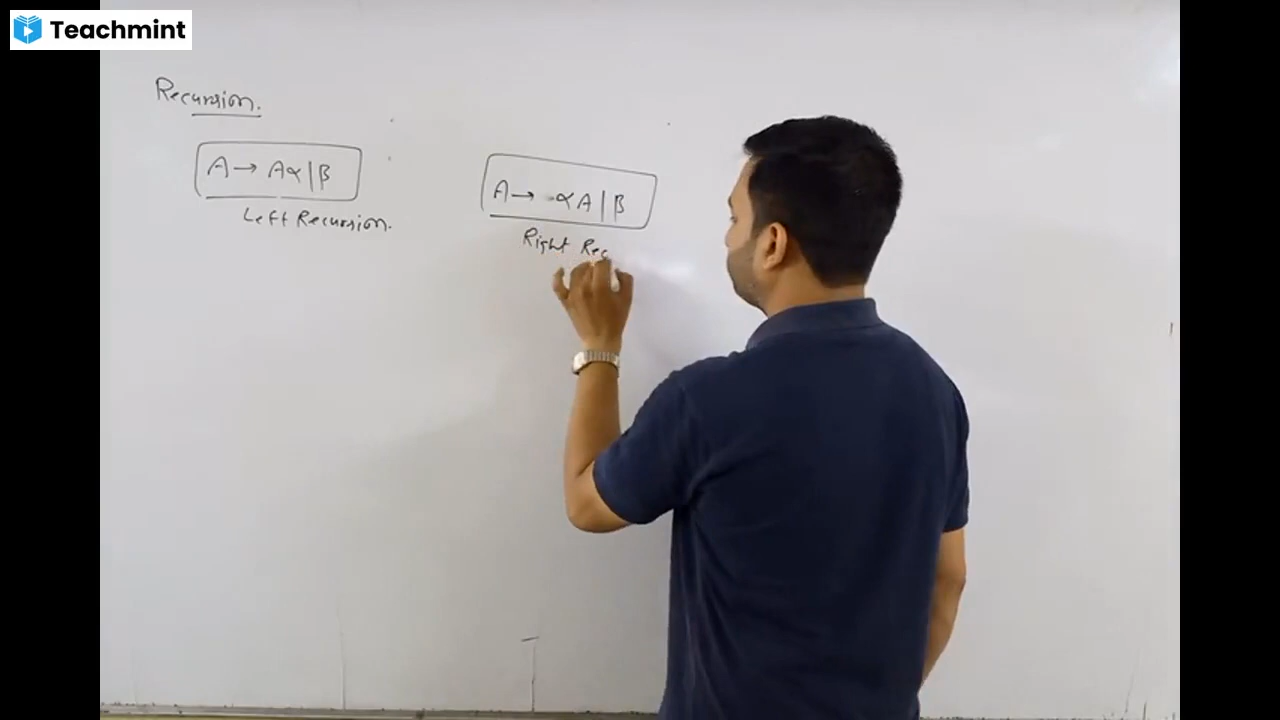 Teachmint
Recursion.
A → Aα | β
Left Recursion.
A → αA | β
Right Rec